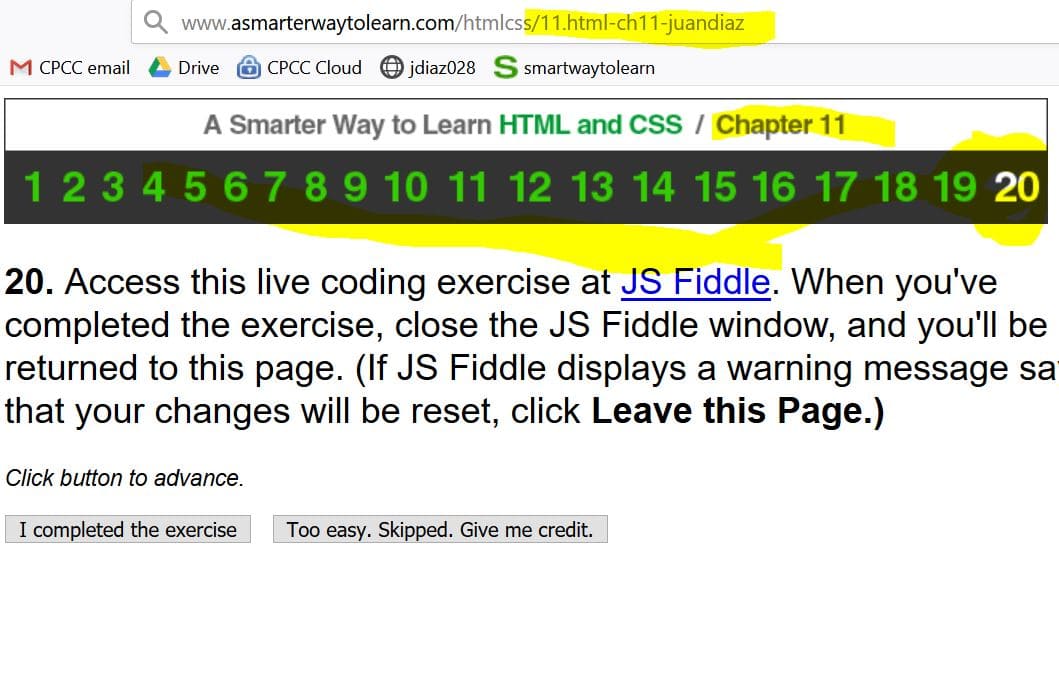 www.asmarterwaytolearn.com/htmlcss/11.html-ch11-juandiaz
CPCC email Drive CPCC Cloud jdiaz028 S smartwaytolearn
A Smarter Way to Learn HTML and CSS / Chapter 11
1 2 3 4 5 6 7 8 9 10 11 12 13 14 15 16 17 18 19 20
20. Access this live coding exercise at JS Fiddle. When you've
completed the exercise, close the JS Fiddle window, and you'll be
returned to this page. (If JS Fiddle displays a warning message
that your changes will be reset, click Leave this Page.)
Click button to advance.
I completed the exercise Too easy. Skipped. Give me credit.